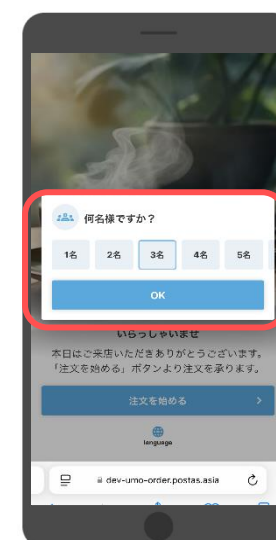 何名様ですか？
1名 2名 3名 4名 5名
OK
いらっしゃいませ
本日はご来店いただきありがとうございます。
「注文を始める」ボタンより注文を承ります。
注文を始める
language
dev-umo-order.postas.asia